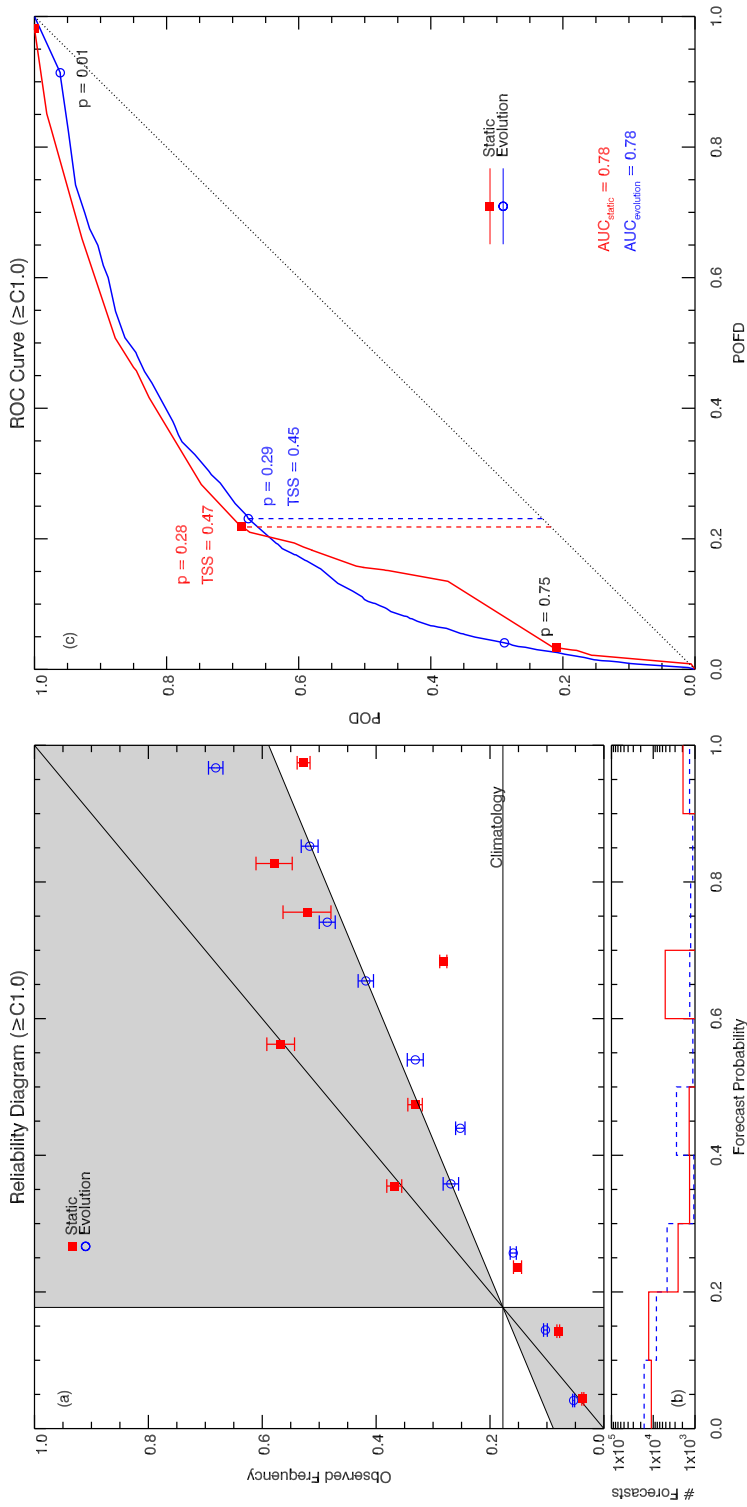 Reliability Diagram (≥C1.0)
(a)
Static
Evolution
Climatology
Observed Frequency
1.0
0.8
0.6
0.4
0.2
0.0
(b)
# Forecasts
1x10⁵
1x10⁴
1x10³
0.0
0.2
0.4
0.6
0.8
1.0
Forecast Probability
ROC Curve (≥C1.0)
(c)
p = 0.01
p = 0.28
TSS = 0.47
p = 0.29
TSS = 0.45
p = 0.75
Static
Evolution
AUCstatic = 0.78
AUCevolution = 0.78
POD
1.0
0.8
0.6
0.4
0.2
0.0
0.0
0.2
0.4
0.6
0.8
1.0
POFD